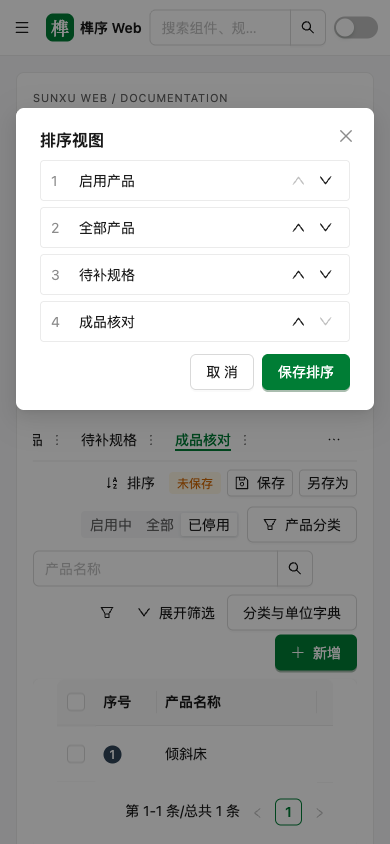 榫 榫序 Web 搜索组件、规...
SUNXU WEB / DOCUMENTATION
排序视图
1 启用产品
2 全部产品
3 待补规格
4 成品核对
取 消 保存排序
品 待补规格 成品核对 ...
排序 未保存 保存 另存为
启用中 全部 已停用 产品分类
产品名称
展开筛选 分类与单位字典
新增
序号 产品名称
1 倾斜床
第 1-1 条/总共 1 条 1